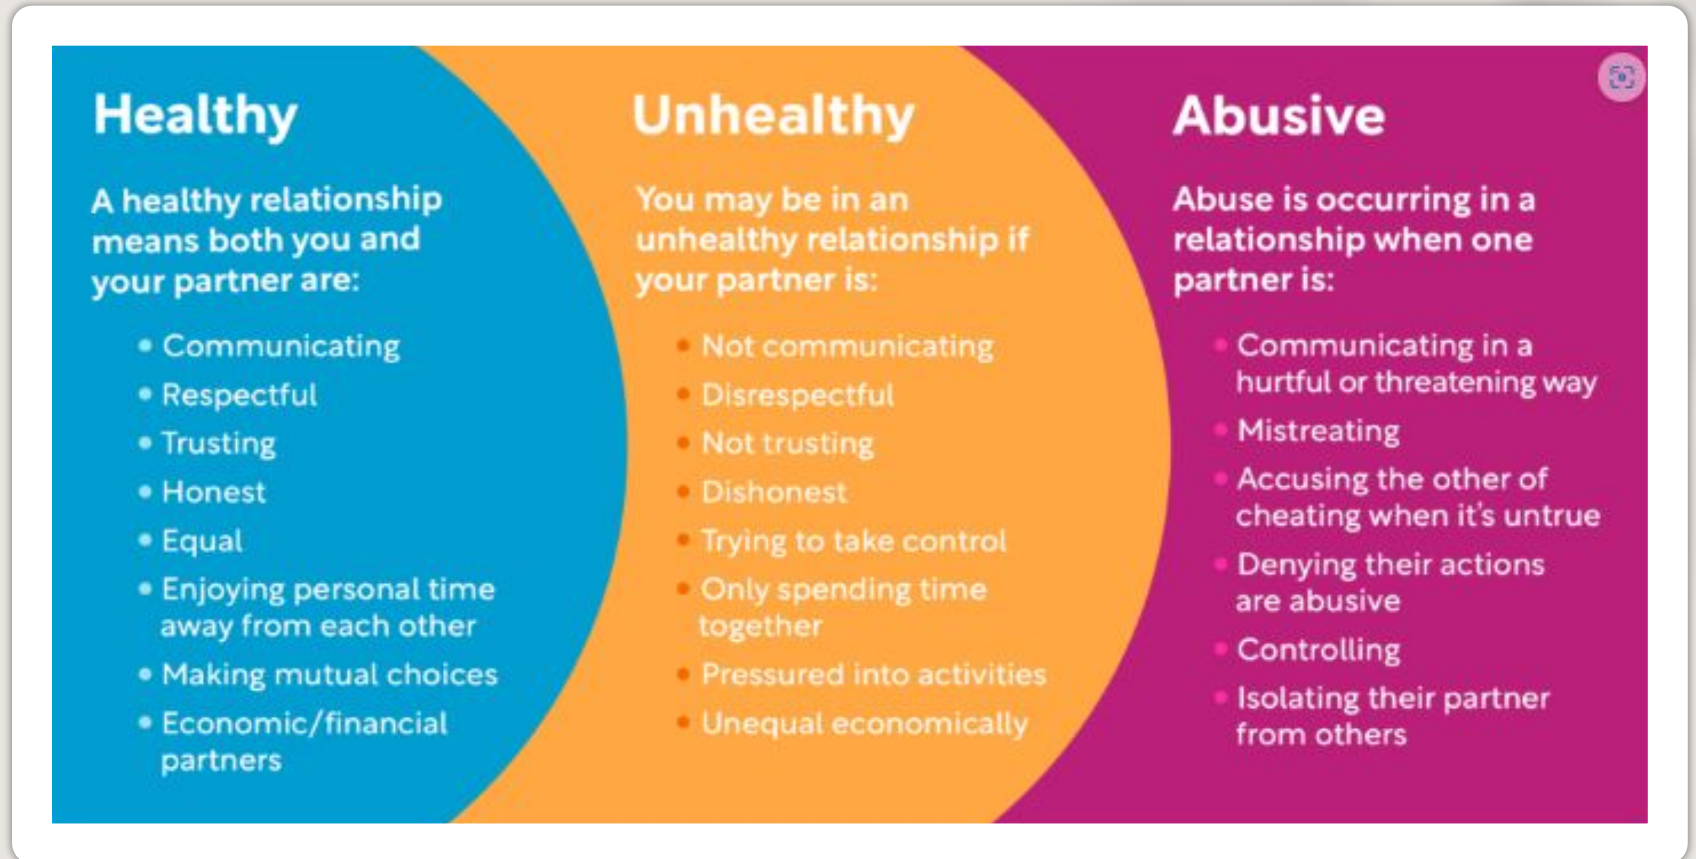 Healthy
A healthy relationship
means both you and
your partner are:
• Communicating
• Respectful
• Trusting
• Honest
• Equal
• Enjoying personal time
away from each other
• Making mutual choices
• Economic/financial
partners
Unhealthy
You may be in an
unhealthy relationship if
your partner is:
• Not communicating
• Disrespectful
• Not trusting
• Dishonest
• Trying to take control
• Only spending time
together
• Pressured into activities
• Unequal economically
Abusive
Abuse is occurring in a
relationship when one
partner is:
• Communicating in a
hurtful or threatening way
• Mistreating
• Accusing the other of
cheating when it's untrue
• Denying their actions
are abusive
• Controlling
• Isolating their partner
from others